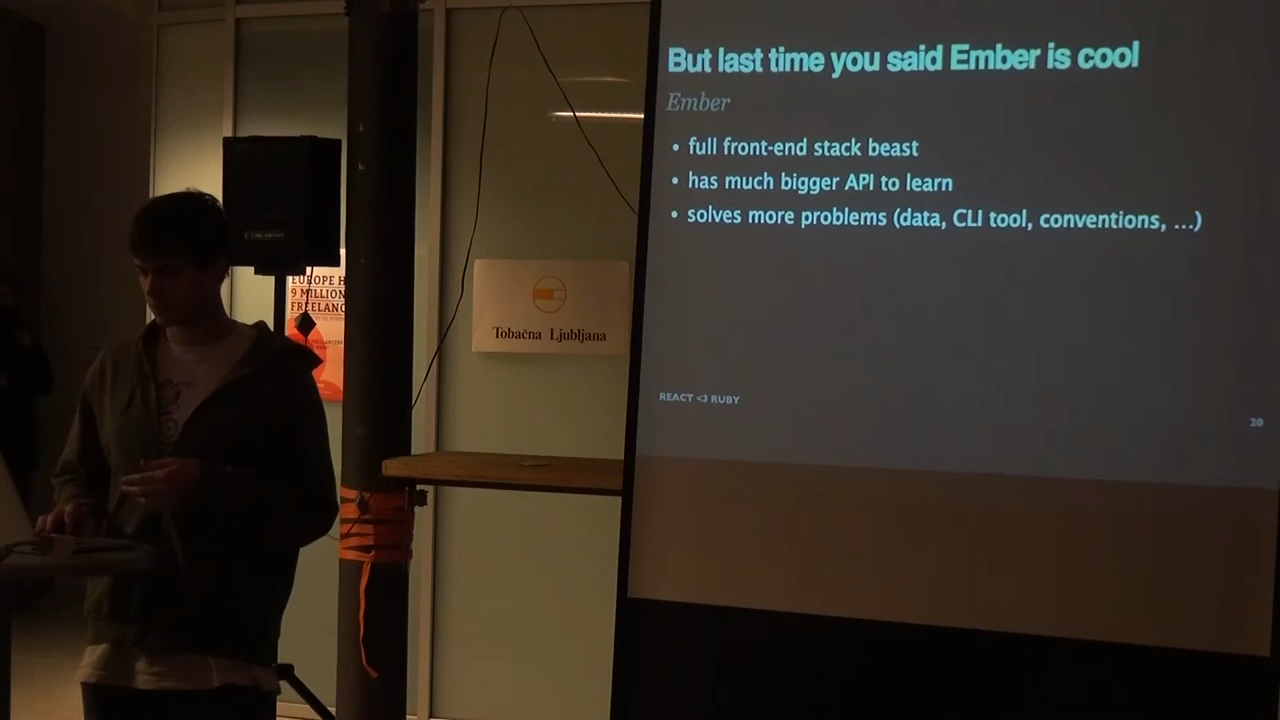 But last time you said Ember is cool
Ember
• full front-end stack beast
• has much bigger API to learn
• solves more problems (data, CLI tool, conventions, ...)
REACT <3 RUBY
20
Tobačna Ljubljana
EUROPE H
9 MILLION
FREELANC